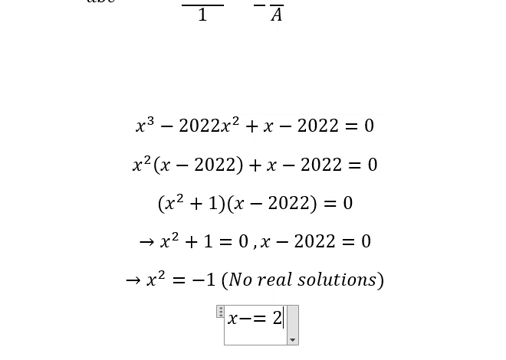 1 - A
x³ − 2022x² + x − 2022 = 0
x²(x − 2022) + x − 2022 = 0
(x² + 1)(x − 2022) = 0
→ x² + 1 = 0 , x − 2022 = 0
→ x² = −1 (No real solutions)
x−= 2